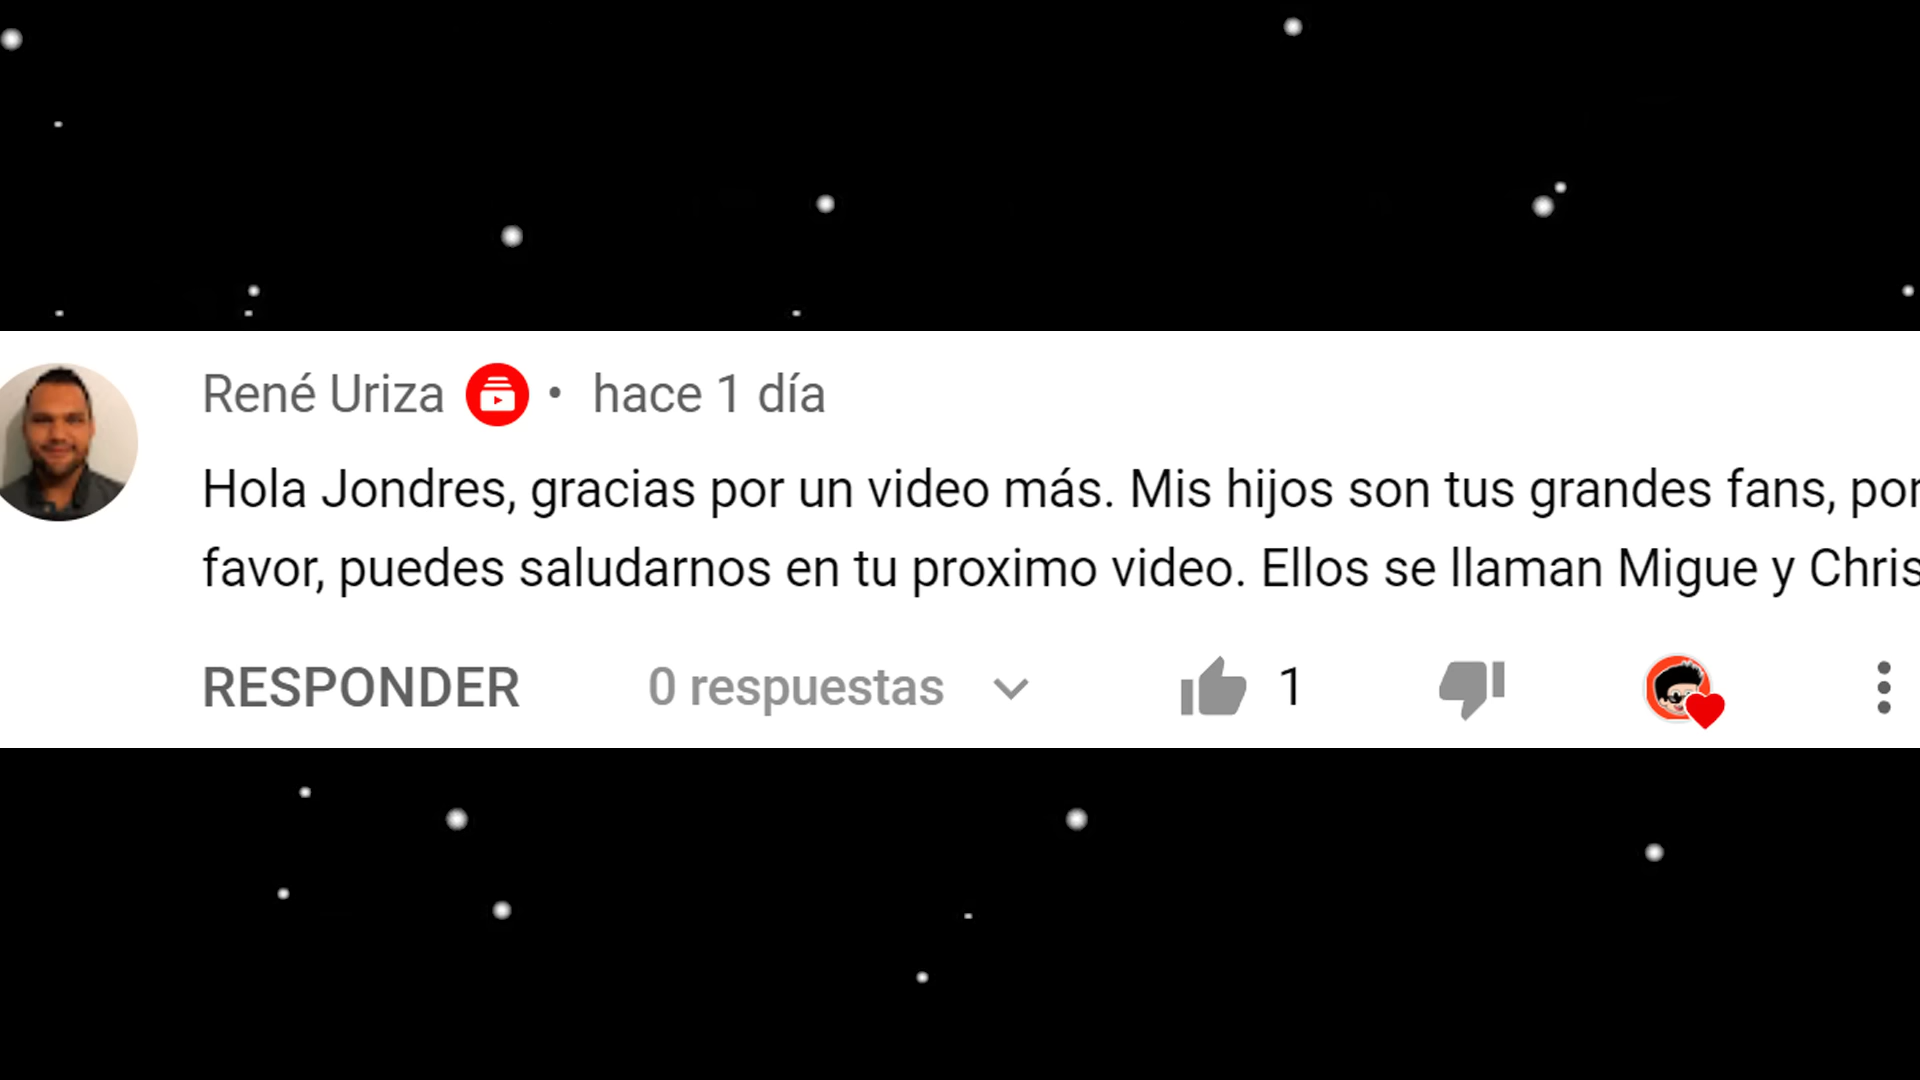 René Uriza • hace 1 día
Hola Jondres, gracias por un video más. Mis hijos son tus grandes fans, por
favor, puedes saludarnos en tu proximo video. Ellos se llaman Migue y Chris
RESPONDER 0 respuestas 1